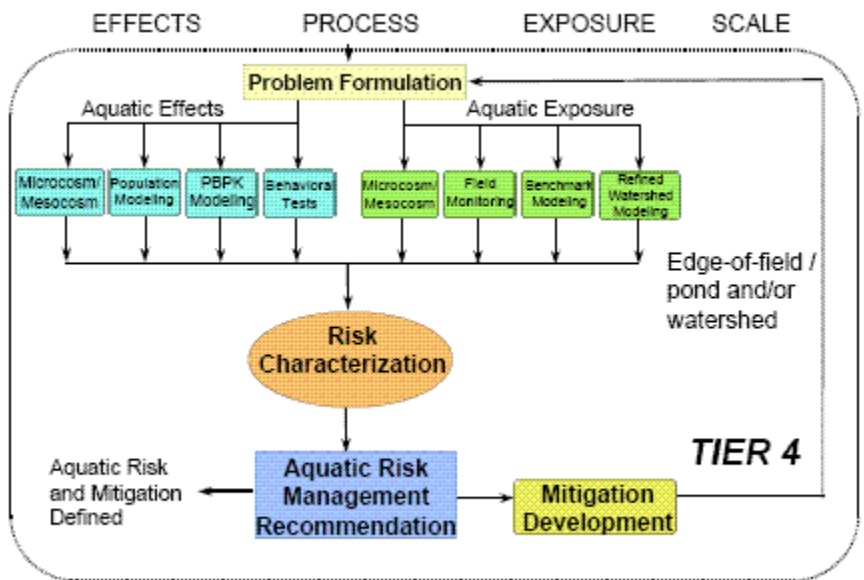 EFFECTS PROCESS EXPOSURE SCALE
Problem Formulation
Aquatic Effects
Aquatic Exposure
Microcosm/
Mesocosm
Population
Modeling
PBPK
Modeling
Behavioral
Tests
Microcosm/
Mesocosm
Field
Monitoring
Benchmark
Modeling
Refined
Watershed
Modeling
Edge-of-field /
pond and/or
watershed
Risk
Characterization
TIER 4
Aquatic Risk
and Mitigation
Defined
Aquatic Risk
Management
Recommendation
Mitigation
Development